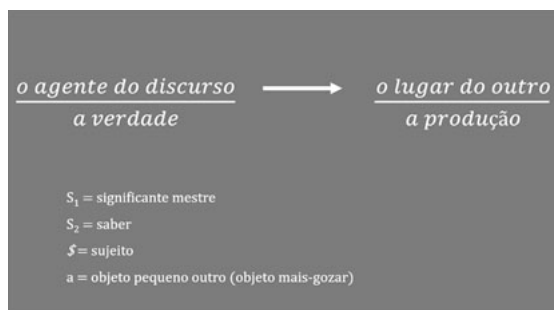 o agente do discurso
a verdade
o lugar do outro
a produção
S₁ = significante mestre
S₂ = saber
$ = sujeito
a = objeto pequeno outro (objeto mais-gozar)